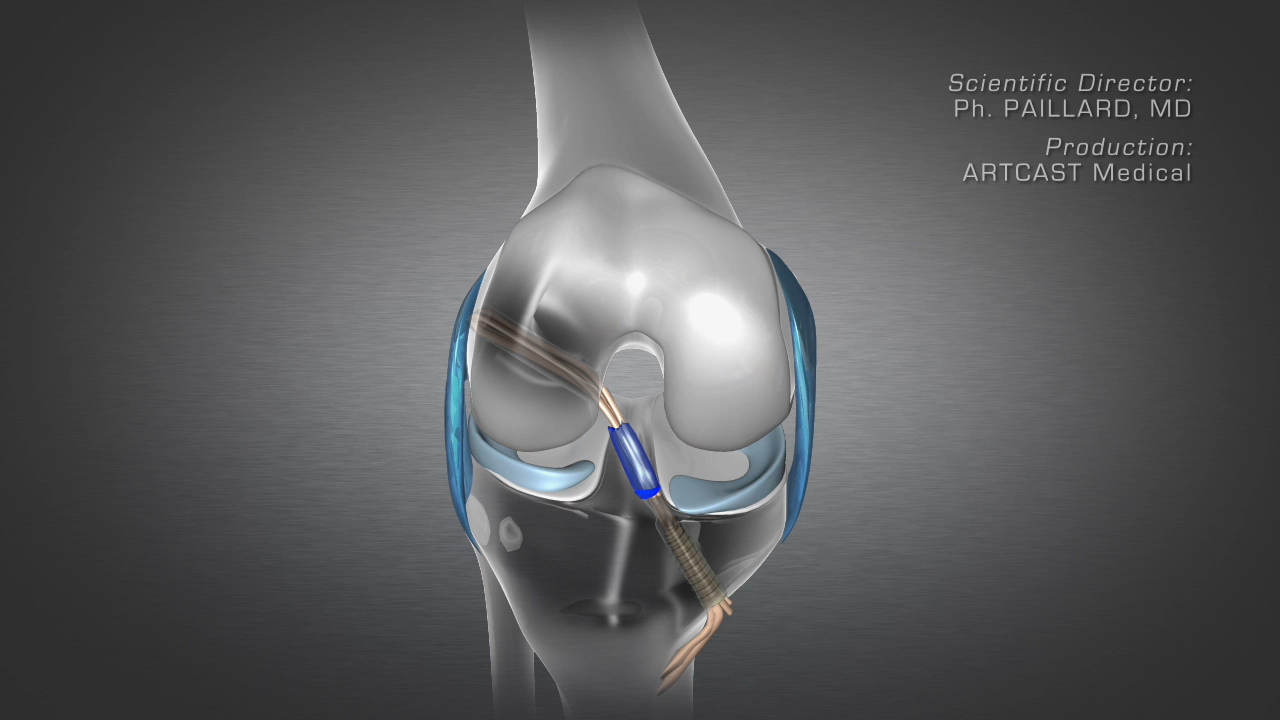 Scientific Director:
Ph. PAILLARD, MD
Production:
ARTCAST Medical